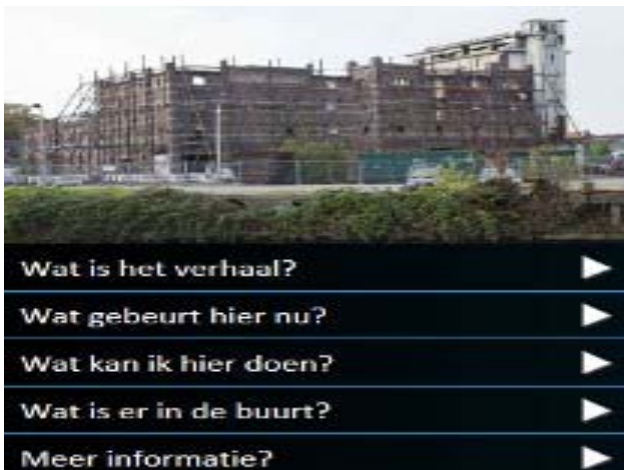 Wat is het verhaal?
Wat gebeurt hier nu?
Wat kan ik hier doen?
Wat is er in de buurt?
Meer informatie?